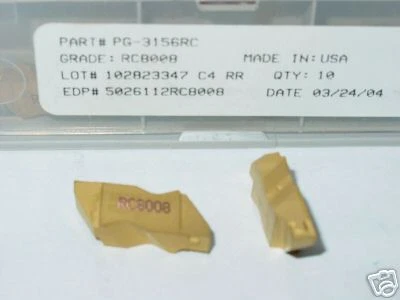 PART# PG-3156RC
GRADE: RC8008 MADE IN: USA
LOT# 102823347 C4 RR QTY: 10
EDP# 5026112RC8008 DATE 03/24/04
RC8008
eBay